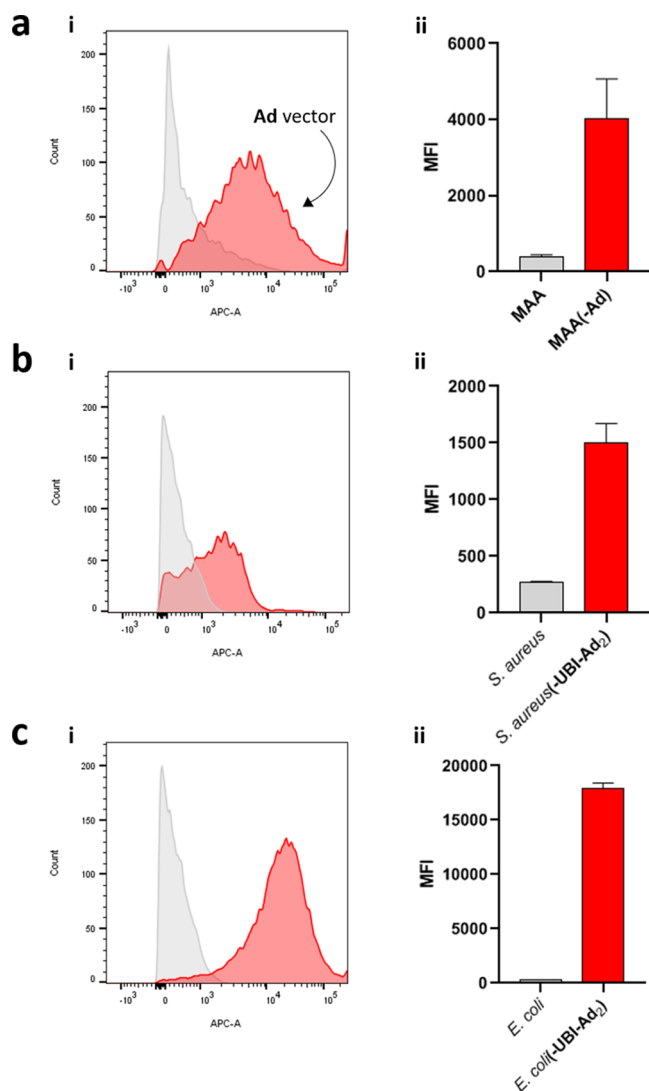 a
i
200
150
100
50
0
Count
-10³
0
10³
10⁴
10⁵
APC-A
Ad vector
ii
6000
4000
2000
0
MFI
MAA
MAA(-Ad)
b
i
200
150
100
50
0
Count
-10³
0
10³
10⁴
10⁵
APC-A
ii
2000
1500
1000
500
0
MFI
S. aureus
S. aureus(-UBI-Ad₂)
c
i
200
150
100
50
0
Count
-10³
0
10³
10⁴
10⁵
APC-A
ii
20000
15000
10000
5000
0
MFI
E. coli
E. coli(-UBI-Ad₂)